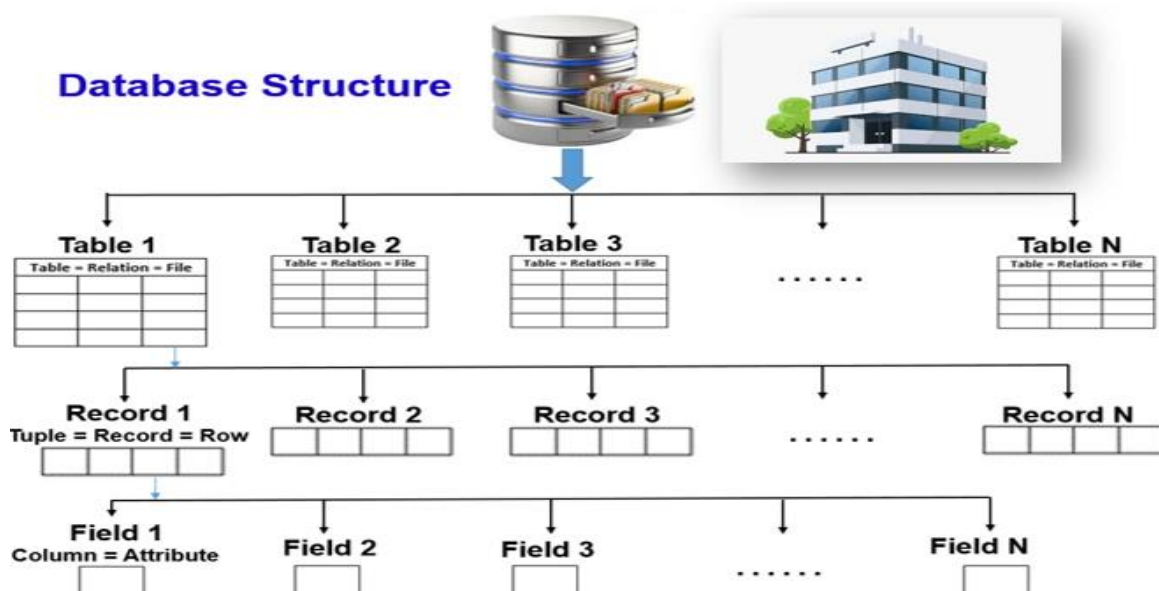 Database Structure
Table 1
Table 2
Table 3
Table N
Table = Relation = File
Table = Relation = File
Table = Relation = File
Table = Relation = File
......
Record 1
Record 2
Record 3
Record N
Tuple = Record = Row
......
Field 1
Field 2
Field 3
Field N
Column = Attribute
......